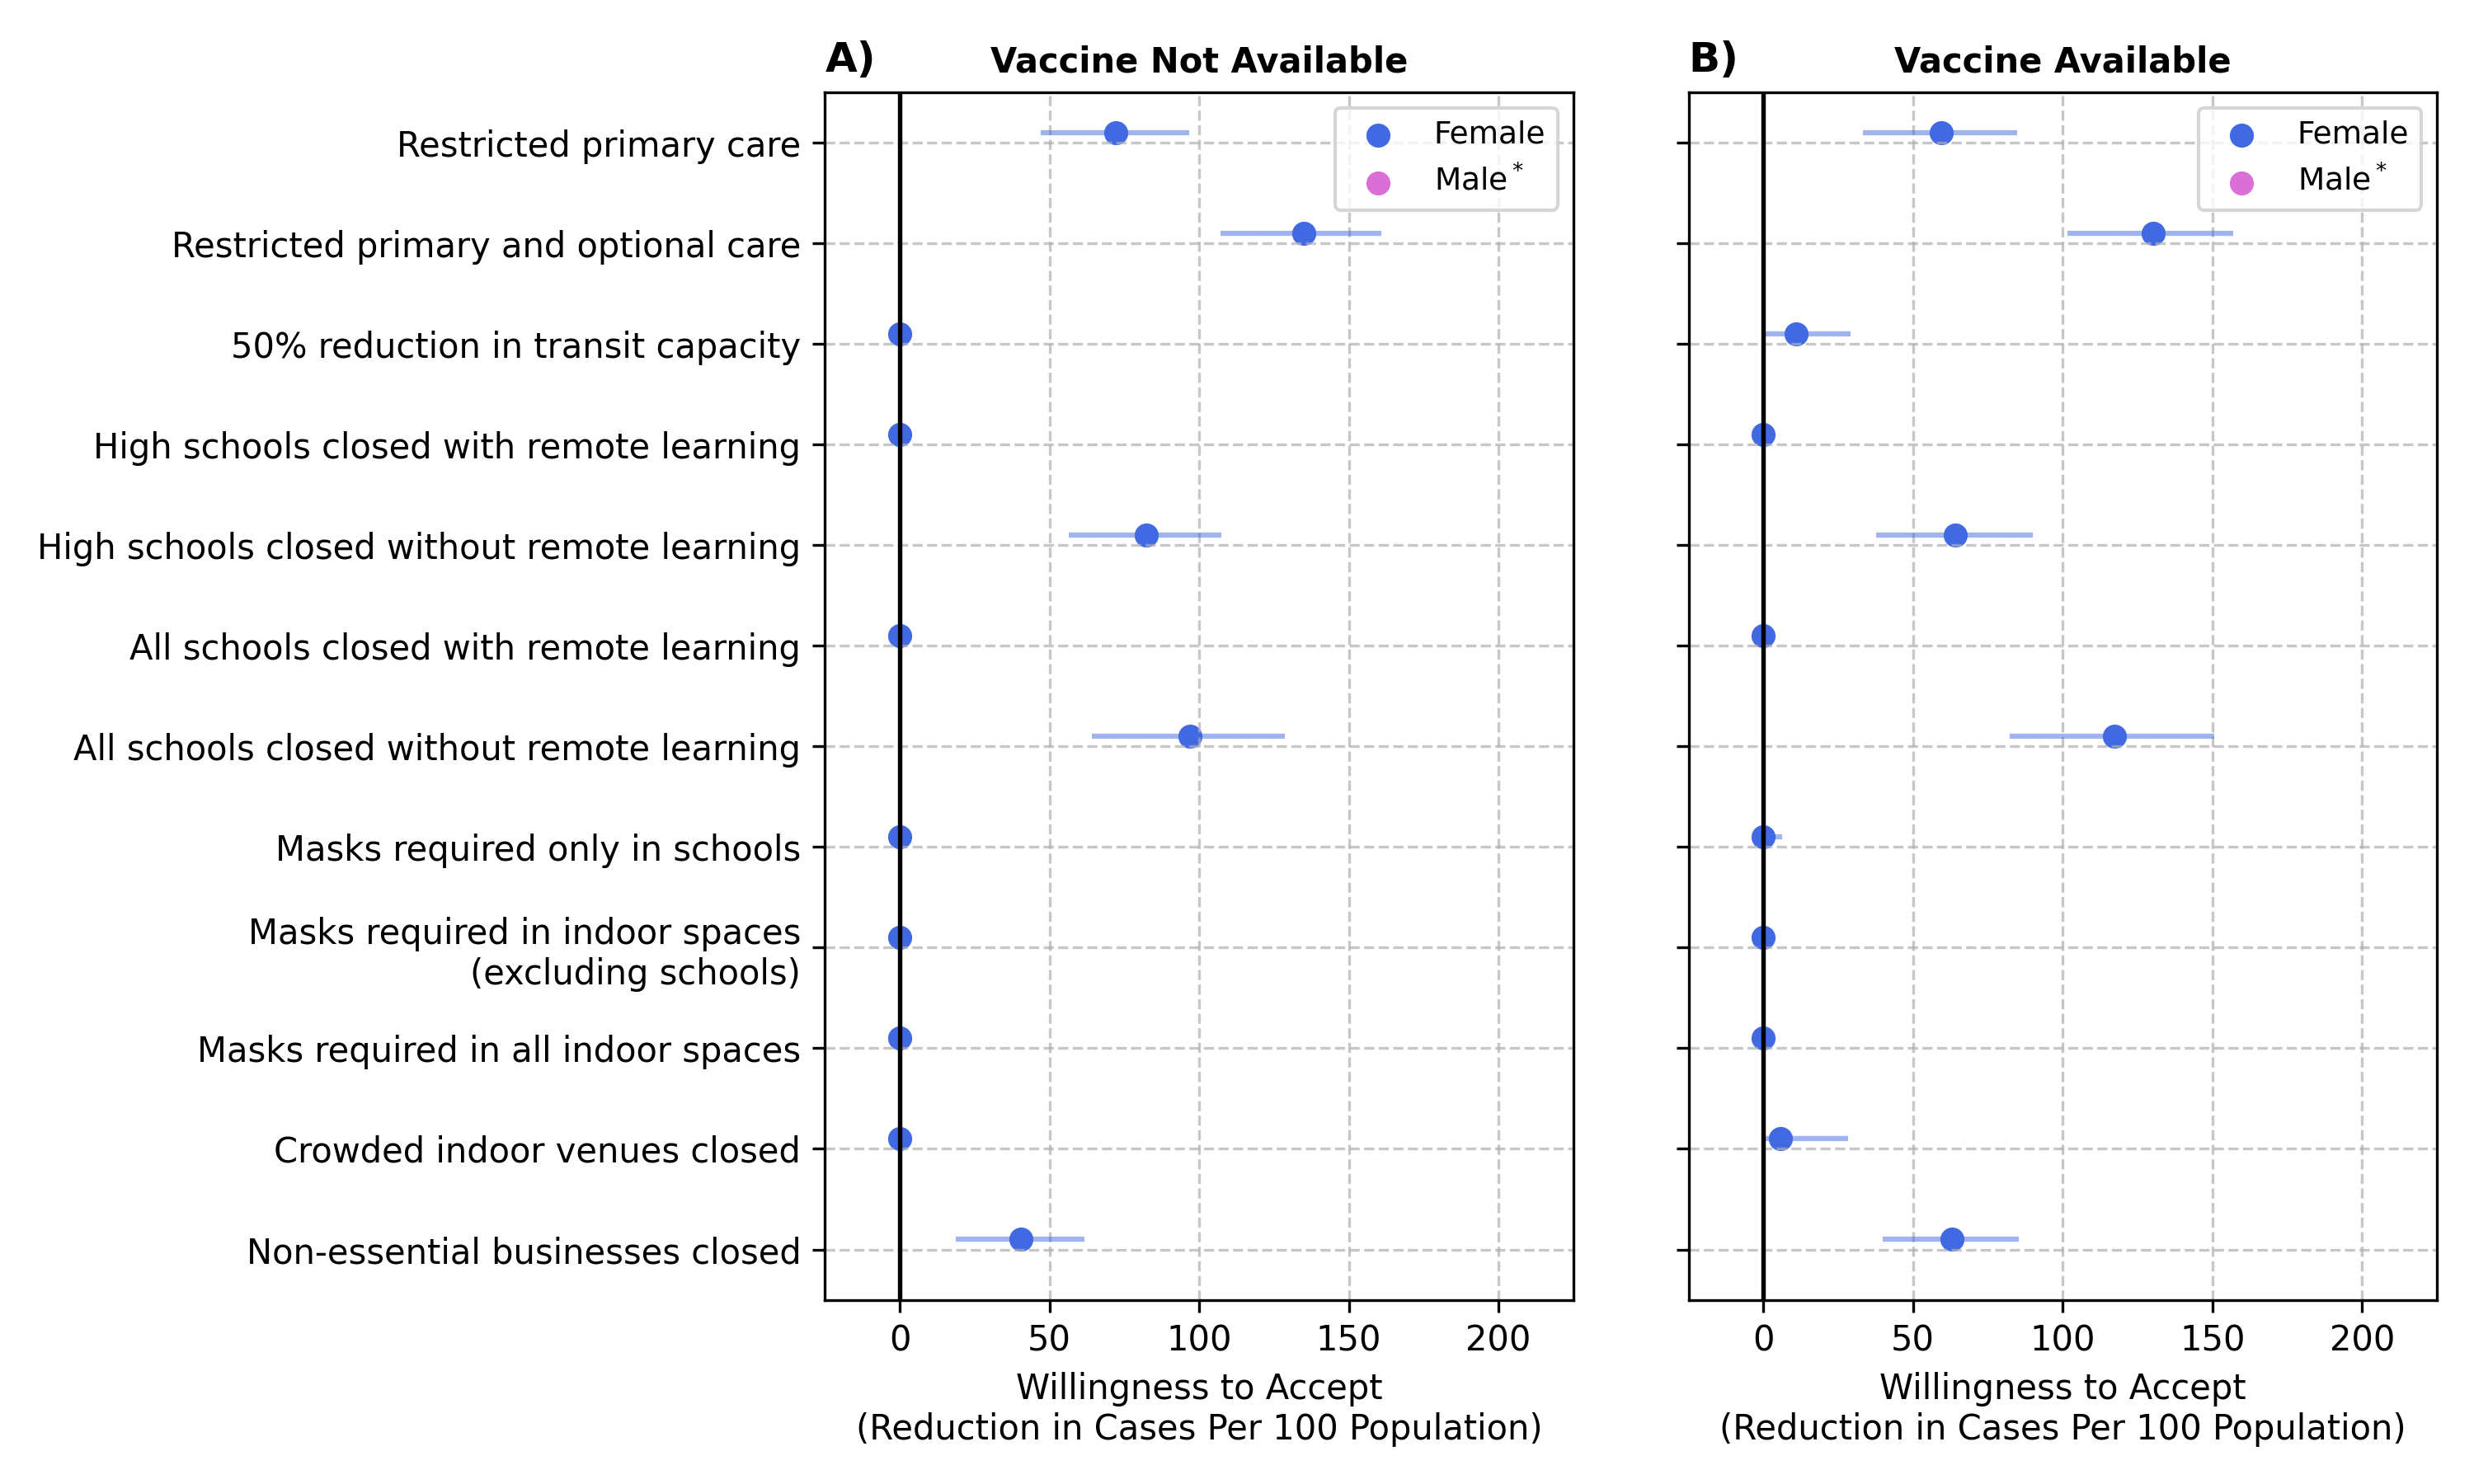 A) Vaccine Not Available
B) Vaccine Available
Female
Male*
Female
Male*
Restricted primary care
Restricted primary and optional care
50% reduction in transit capacity
High schools closed with remote learning
High schools closed without remote learning
All schools closed with remote learning
All schools closed without remote learning
Masks required only in schools
Masks required in indoor spaces
(excluding schools)
Masks required in all indoor spaces
Crowded indoor venues closed
Non-essential businesses closed
0 50 100 150 200
Willingness to Accept
(Reduction in Cases Per 100 Population)
0 50 100 150 200
Willingness to Accept
(Reduction in Cases Per 100 Population)